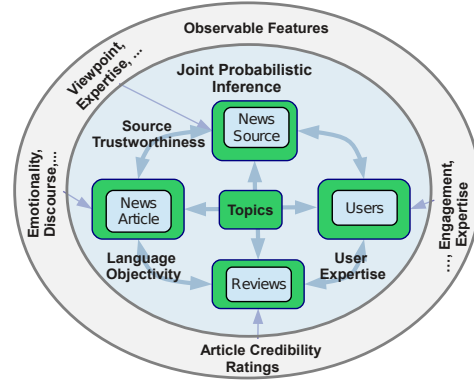 Observable Features
Viewpoint,
Expertise, ...
Joint Probabilistic
Inference
News
Source
Source
Trustworthiness
Emotionality,
Discourse,...
News
Article
Topics
Users
..., Engagement,
Expertise
Language
Objectivity
User
Expertise
Reviews
Article Credibility
Ratings